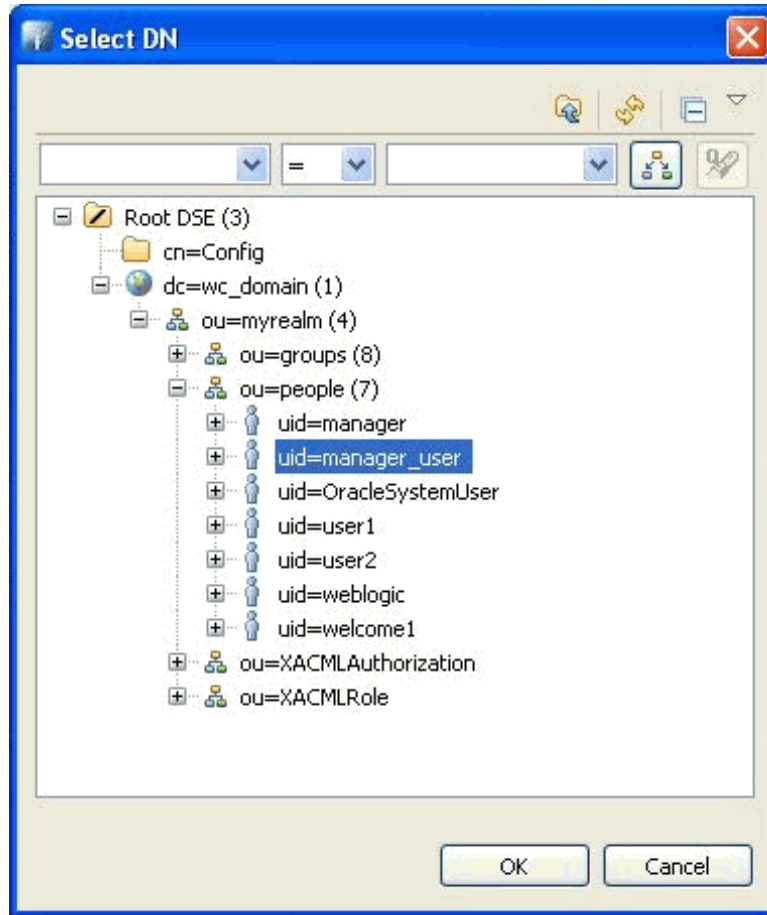 Select DN
=
Root DSE (3)
cn=Config
dc=wc_domain (1)
ou=myrealm (4)
ou=groups (8)
ou=people (7)
uid=manager
uid=manager_user
uid=OracleSystemUser
uid=user1
uid=user2
uid=weblogic
uid=welcome1
ou=XACMLAuthorization
ou=XACMLRole
OK Cancel